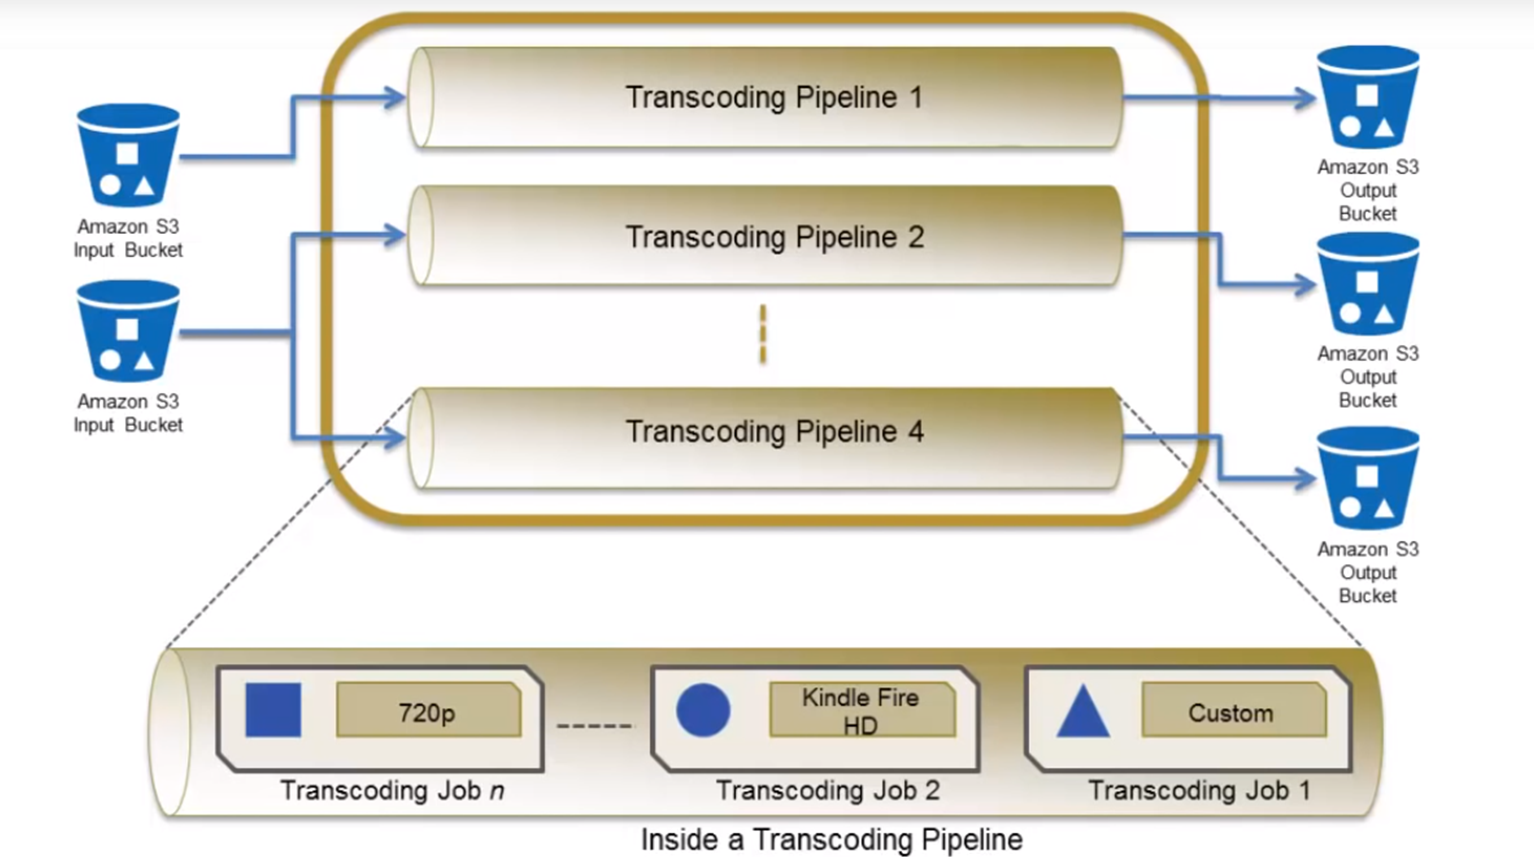 Transcoding Pipeline 1
Amazon S3
Input Bucket
Amazon S3
Output
Bucket
Transcoding Pipeline 2
Amazon S3
Input Bucket
Amazon S3
Output
Bucket
Transcoding Pipeline 4
Amazon S3
Output
Bucket
720p
Transcoding Job n
Kindle Fire
HD
Transcoding Job 2
Custom
Transcoding Job 1
Inside a Transcoding Pipeline